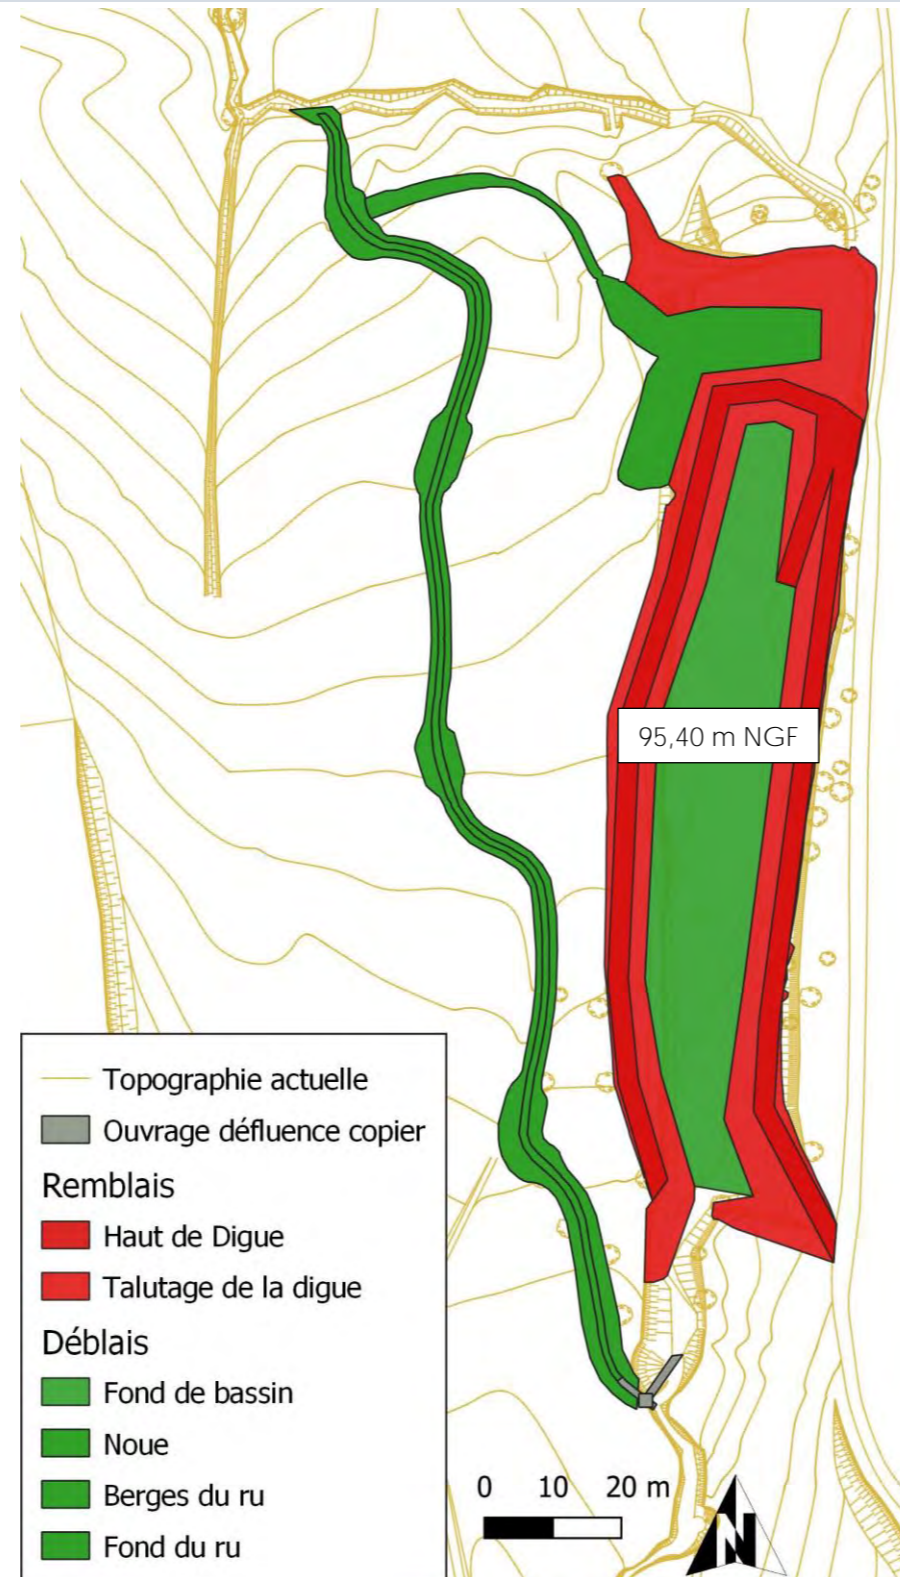 95,40 m NGF
Topographie actuelle
Ouvrage défluence copier
Remblais
Haut de Digue
Talutage de la digue
Déblais
Fond de bassin
Noue
Berges du ru
Fond du ru
0 10 20 m
N